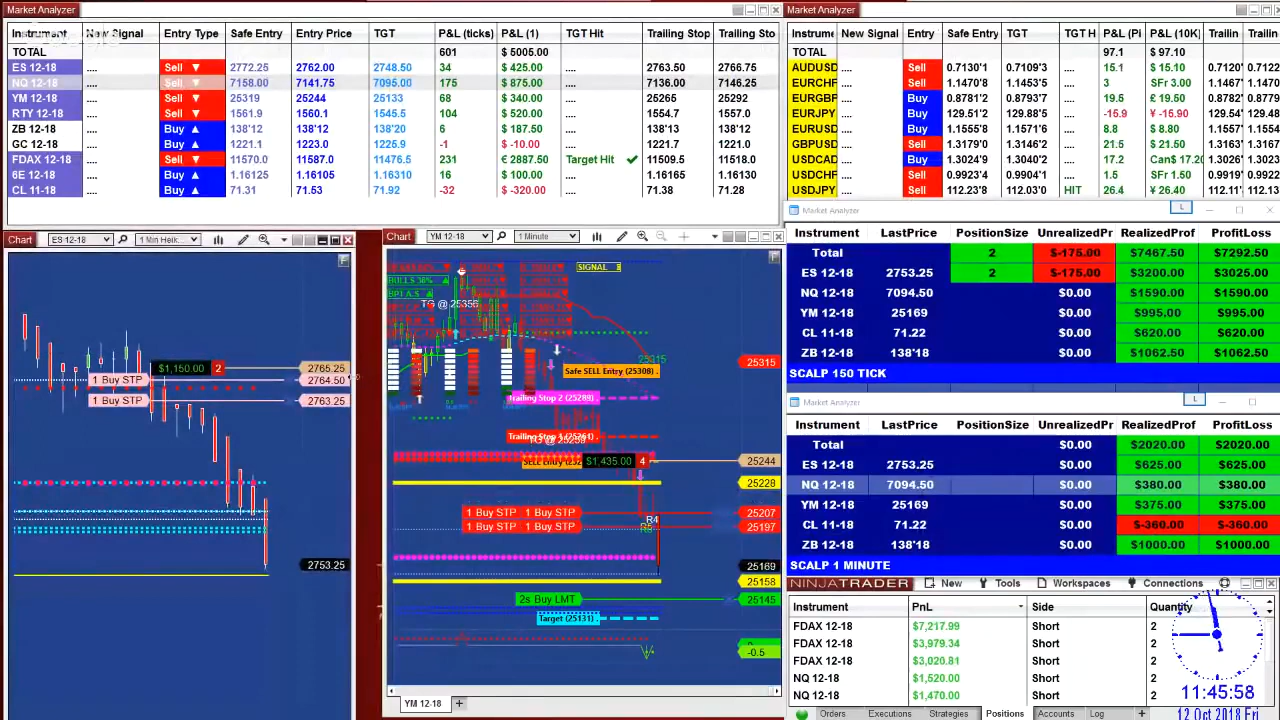 Market Analyzer
Instrument New Signal Entry Type Safe Entry Entry Price TGT P&L (ticks) P&L (1) TGT Hit Trailing Stop Trailing Sto
TOTAL 601 $ 5005.00
ES 12-18 .... Sell ▼ 2772.25 2762.00 2748.50 34 $ 425.00 .... 2763.50 2766.75
NQ 12-18 .... Sell ▼ 7158.00 7141.75 7095.00 175 $ 875.00 .... 7136.00 7146.25
YM 12-18 .... Sell ▼ 25319 25244 25133 68 $ 340.00 .... 25265 25292
RTY 12-18 .... Sell ▼ 1561.9 1560.1 1545.5 104 $ 520.00 .... 1554.7 1556.2
ZB 12-18 .... Buy ▲ 138'12 138'12 138'20 6 $ 187.50 .... 138'13 138'11
GC 12-18 .... Buy ▲ 1221.1 1223.0 1225.9 -1 $ -10.00 .... 1221.7 1221.0
FDAX 12-18 .... Sell ▼ 11570.0 11587.0 11476.5 231 € 2887.50 Target Hit ✔ 11509.5 11518.0
6E 12-18 .... Buy ▲ 1.16125 1.16105 1.16310 16 $ 100.00 .... 1.16165 1.16130
CL 11-18 .... Buy ▲ 71.31 71.53 71.92 -32 $ -320.00 .... 71.38 71.28
Market Analyzer
Instrume New Signal Entry Safe Entry Entry Price TGT TGT H P&L (Pi P&L (10K) Trailin Trailin
TOTAL 97.1 $ 97.10
AUDUSD .... Sell 0.7130'1 0.7109'3 .... 15.1 $ 15.10
EURCHF .... Sell 1.1470'8 1.1453'5 .... 3 SFr 3.00
EURGBP .... Buy 0.8781'2 0.8793'7 .... 19.5 £ 19.50
EURJPY .... Buy 129.51'2 129.88'5 .... -15.9 ¥ -15.90
EURUSD .... Buy 1.1555'8 1.1571'6 .... 8.8 $ 8.80
GBPUSD .... Sell 1.3179'0 1.3146'2 .... 21.5 $ 21.50
USDCAD .... Buy 1.3024'9 1.3040'2 .... 17.2 Can$ 17.20
USDCHF .... Sell 0.9923'4 0.9904'1 .... 1.5 SFr 1.50
USDJPY .... Sell 112.23'8 112.03'0 HIT 26.4 ¥ 26.40
Market Analyzer
L
Instrument LastPrice PositionSize UnrealizedPr RealizedProf ProfitLoss
Total 2 $-175.00 $7467.50 $7292.50
ES 12-18 2753.25 2 $-175.00 $3200.00 $3025.00
NQ 12-18 7094.50 $0.00 $1590.00 $1590.00
YM 12-18 25169 $0.00 $995.00 $995.00
CL 11-18 71.22 $0.00 $620.00 $620.00
ZB 12-18 138'18 $0.00 $1062.50 $1062.50
SCALP 150 TICK
Market Analyzer
L
Instrument LastPrice PositionSize UnrealizedPr RealizedProf ProfitLoss
Total $0.00 $2020.00 $2020.00
ES 12-18 2753.25 $0.00 $625.00 $625.00
NQ 12-18 7094.50 $0.00 $380.00 $380.00
YM 12-18 25169 $0.00 $375.00 $375.00
CL 11-18 71.22 $0.00 $-360.00 $-360.00
ZB 12-18 138'18 $0.00 $1000.00 $1000.00
SCALP 1 MINUTE
NINJATRADER New Tools Workspaces Connections
Instrument PnL Side Quantity
FDAX 12-18 $7,217.99 Short 2
FDAX 12-18 $3,979.34 Short 2
FDAX 12-18 $3,020.81 Short 2
NQ 12-18 $1,520.00 Short 2
NQ 12-18 $1,470.00 Short 2
Orders Executions Strategies Positions Accounts Log +
11:45:58
12 Oct 2018 Fri
Chart ES 12-18 1 Min Heik...
F
$1,150.00 2 2765.25
1 Buy STP 2764.50
1 Buy STP 2763.25
2753.25
Chart YM 12-18 1 Minute
F
SIGNAL
BULLS 38%
TG @ 25356
25315
25315
Safe SELL Entry (25308)
Trailing Stop 2 (25289)
$1,435.00 4 25244
25228
1 Buy STP 1 Buy STP 25207
1 Buy STP 1 Buy STP 25197
R4
25169
25158
2s Buy LMT 25145
Target (25131)
-0.5
YM 12-18 +